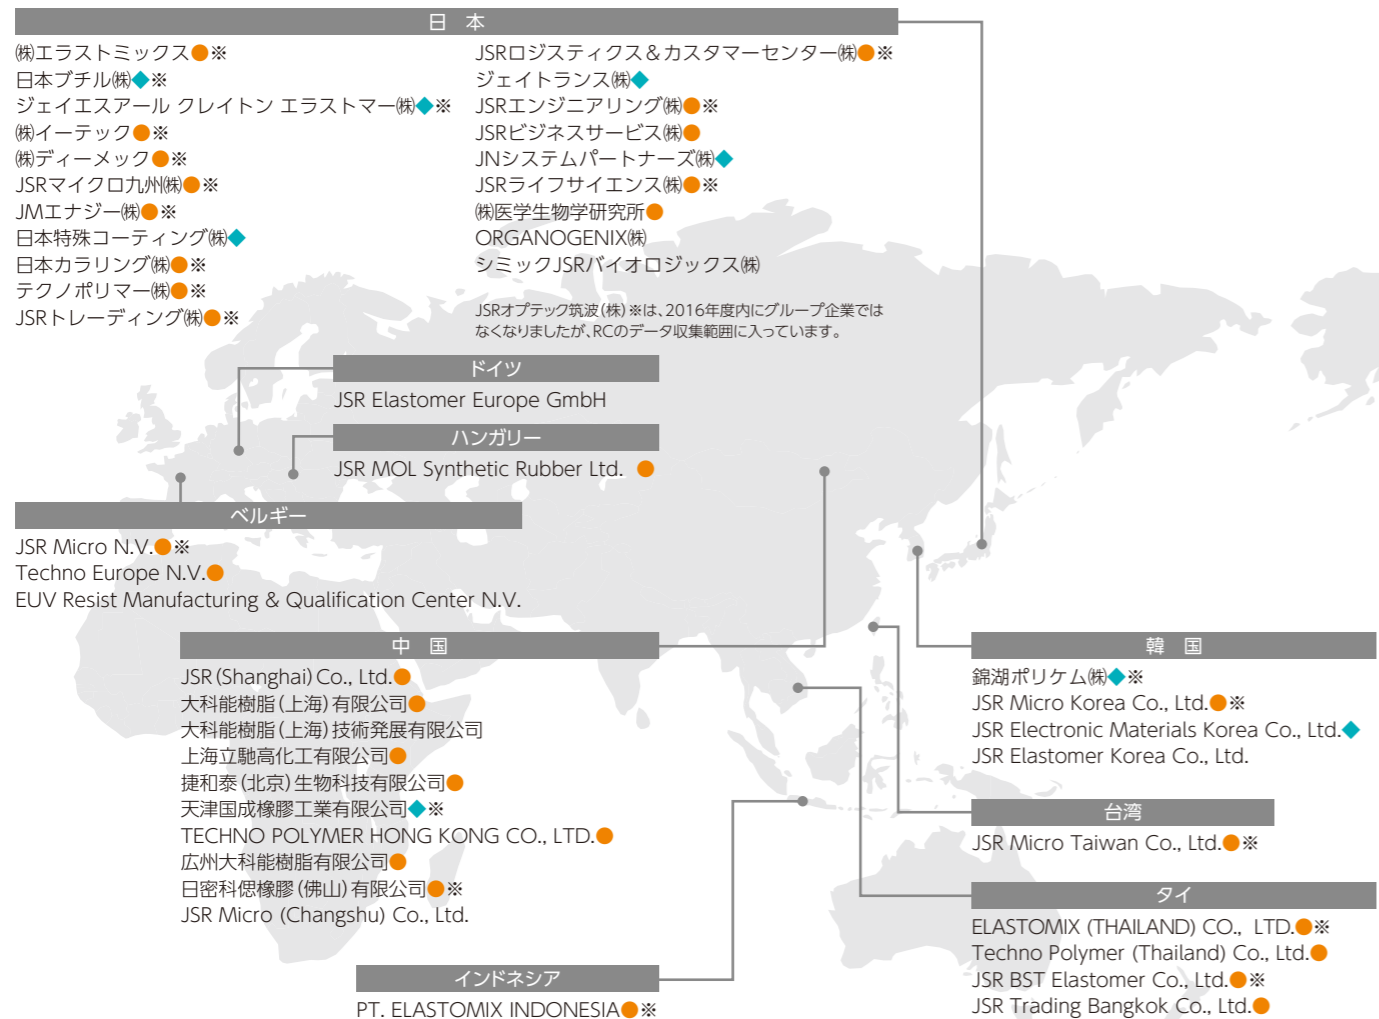 日 本
㈱エラストミックス●※
日本ブチル㈱◆※
ジェイエスアール クレイトン エラストマー㈱◆※
㈱イーテック●※
㈱ディーメック●※
JSRマイクロ九州㈱●※
JMエナジー㈱●※
日本特殊コーティング㈱◆
日本カラリング㈱●※
テクノポリマー㈱●※
JSRトレーディング㈱●※
JSRロジスティクス＆カスタマーセンター㈱●※
ジェイトランス㈱◆
JSRエンジニアリング㈱●※
JSRビジネスサービス㈱●
JNシステムパートナーズ㈱◆
JSRライフサイエンス㈱●※
㈱医学生物学研究所●
ORGANOGENIX㈱
シミックJSRバイオロジックス㈱
JSRオプテック筑波（株）※は、2016年度内にグループ企業では
なくなりましたが、RCのデータ収集範囲に入っています。
ドイツ
JSR Elastomer Europe GmbH
ハンガリー
JSR MOL Synthetic Rubber Ltd. ●
ベルギー
JSR Micro N.V.●※
Techno Europe N.V.●
EUV Resist Manufacturing & Qualification Center N.V.
中 国
JSR (Shanghai) Co., Ltd.●
大科能樹脂（上海）有限公司●
大科能樹脂（上海）技術発展有限公司
上海立馳高化工有限公司●
捷和泰（北京）生物科技有限公司●
天津国成橡膠工業有限公司◆※
TECHNO POLYMER HONG KONG CO., LTD.●
広州大科能樹脂有限公司●
日密科偲橡膠（佛山）有限公司●※
JSR Micro (Changshu) Co., Ltd.
インドネシア
PT. ELASTOMIX INDONESIA●※
韓 国
錦湖ポリケム㈱◆※
JSR Micro Korea Co., Ltd.●※
JSR Electronic Materials Korea Co., Ltd.◆
JSR Elastomer Korea Co., Ltd.
台湾
JSR Micro Taiwan Co., Ltd.●※
タイ
ELASTOMIX (THAILAND) CO., LTD.●※
Techno Polymer (Thailand) Co., Ltd.●
JSR BST Elastomer Co., Ltd.●※
JSR Trading Bangkok Co., Ltd.●